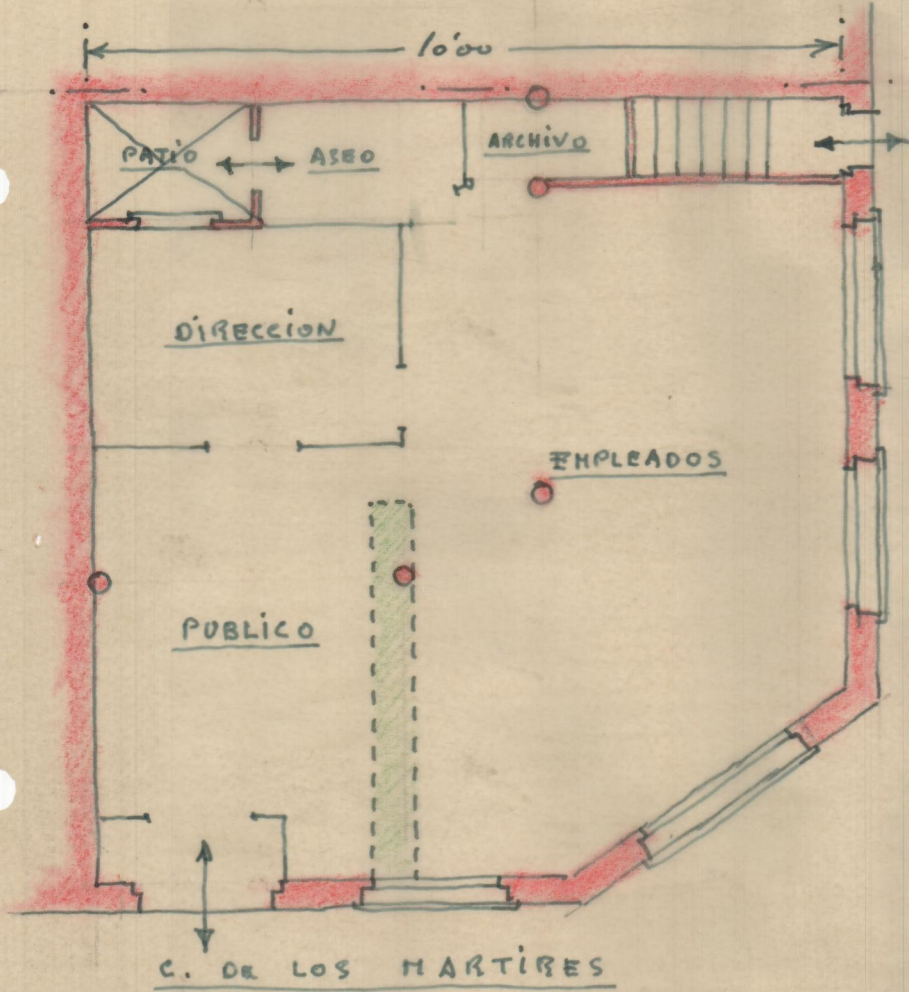 10'00
PATIO
ASEO
ARCHIVO
DIRECCION
EMPLEADOS
PUBLICO
C. DE LOS MARTIRES